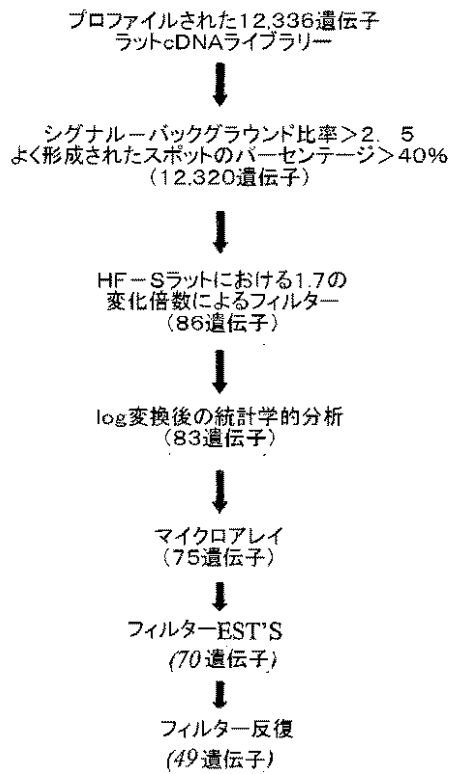 プロファイルされた12,336遺伝子
ラットcDNAライブラリー
シグナルーバックグラウンド比率>2．5
よく形成されたスポットのパーセンテージ>40%
(12,320遺伝子)
HF－Sラットにおける1.7の
変化倍数によるフィルター
(86遺伝子)
log変換後の統計学的分析
(83遺伝子)
マイクロアレイ
(75遺伝子)
フィルターEST'S
(70遺伝子)
フィルター反復
(49遺伝子)